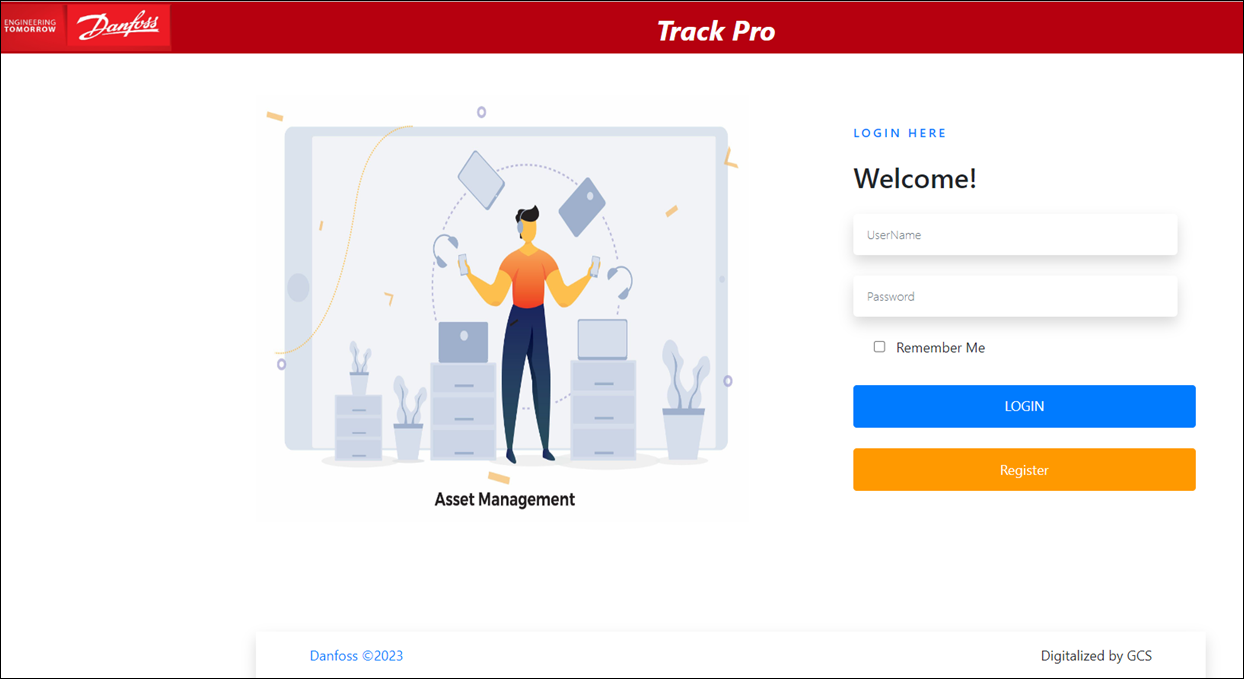 ENGINEERING
TOMORROW
Danfoss
Track Pro
LOGIN HERE
Welcome!
UserName
Password
Remember Me
LOGIN
Register
Asset Management
Danfoss ©2023
Digitalized by GCS